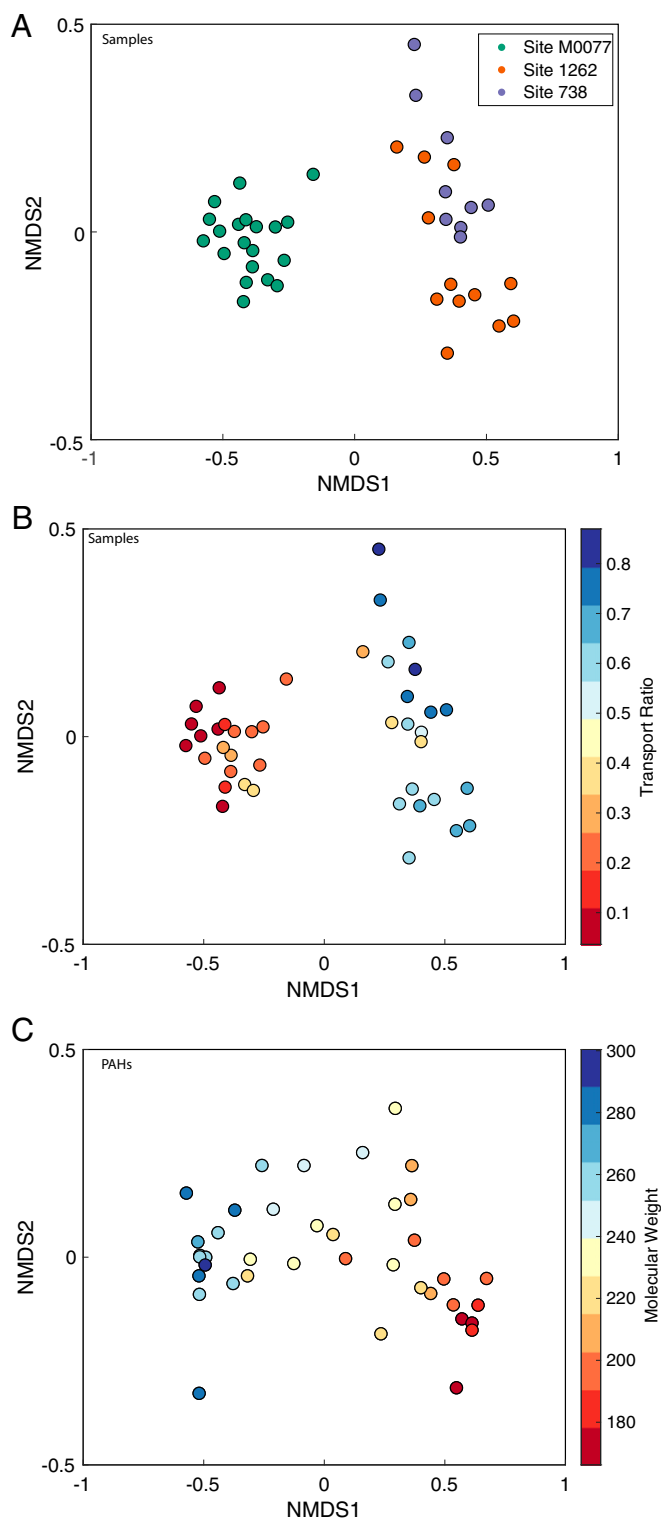 A
Samples
Site M0077
Site 1262
Site 738
0.5
0
-0.5
NMDS2
-1
-0.5
0
0.5
1
NMDS1
B
Samples
0.5
0
-0.5
NMDS2
-1
-0.5
0
0.5
1
NMDS1
0.8
0.7
0.6
0.5
0.4
0.3
0.2
0.1
Transport Ratio
C
PAHs
0.5
0
-0.5
NMDS2
-1
-0.5
0
0.5
1
NMDS1
300
280
260
240
220
200
180
Molecular Weight